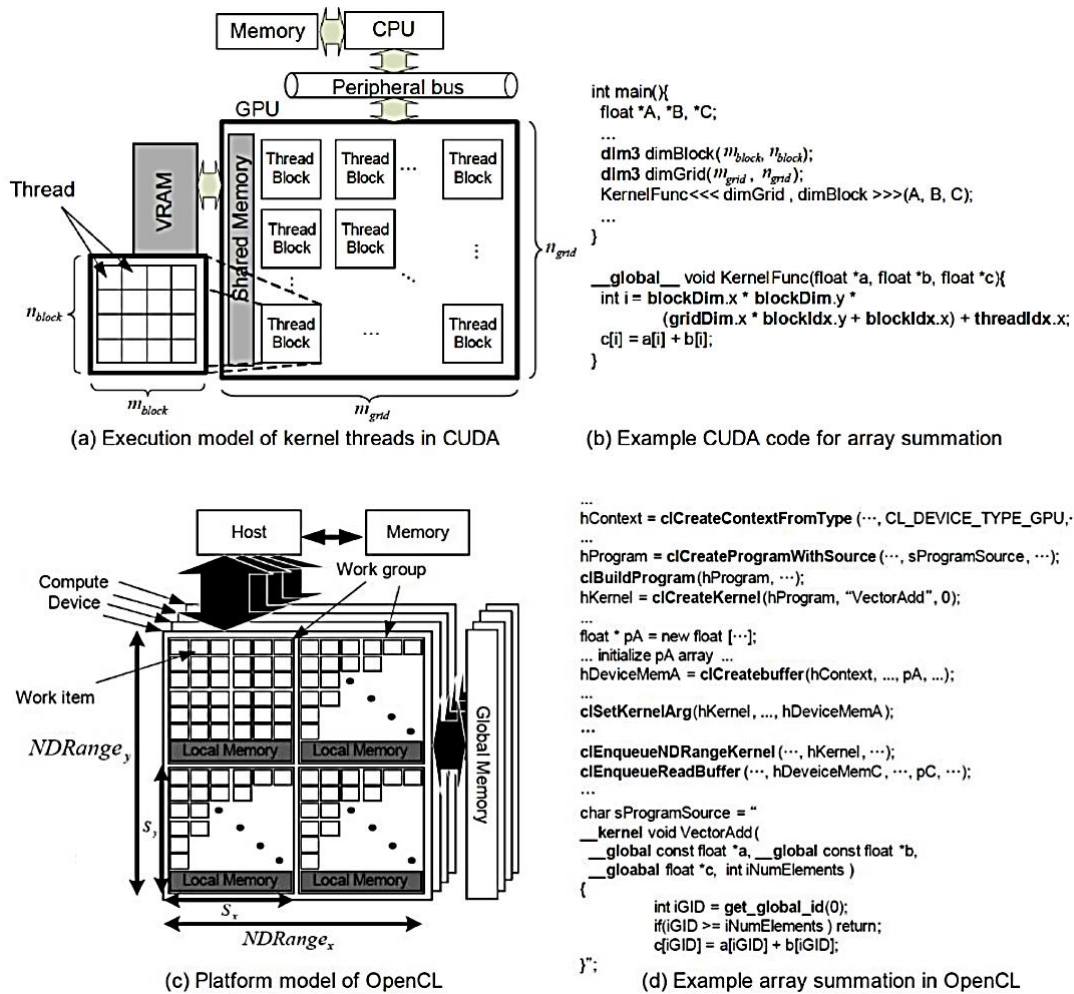 Memory
CPU
Peripheral bus
GPU
Thread
VRAM
Shared Memory
Thread Block
Thread Block
...
Thread Block
Thread Block
Thread Block
Thread Block
...
Thread Block
n_block
n_grid
m_block
m_grid
(a) Execution model of kernel threads in CUDA
int main(){
float *A, *B, *C;
...
dim3 dimBlock(m_block, n_block);
dim3 dimGrid(m_grid , n_grid);
KernelFunc<<< dimGrid , dimBlock >>>(A, B, C);
...
}
__global__ void KernelFunc(float *a, float *b, float *c){
int i = blockDim.x * blockDim.y *
(gridDim.x * blockIdx.y + blockIdx.x) + threadIdx.x;
c[i] = a[i] + b[i];
}
(b) Example CUDA code for array summation
Host
Memory
Work group
Compute Device
Work item
NDRange_y
Local Memory
Local Memory
Global Memory
S_y
Local Memory
Local Memory
S_x
NDRange_x
(c) Platform model of OpenCL
...
hContext = clCreateContextFromType (⋯, CL_DEVICE_TYPE_GPU,⋅
...
hProgram = clCreateProgramWithSource (⋯, sProgramSource, ⋯);
clBuildProgram(hProgram, ⋯);
hKernel = clCreateKernel(hProgram, “VectorAdd”, 0);
...
float * pA = new float [⋯];
... initialize pA array ...
hDeviceMemA = clCreatebuffer(hContext, ..., pA, ...);
...
clSetKernelArg(hKernel, ..., hDeviceMemA);
⋯
clEnqueueNDRangeKernel (⋯, hKernel, ⋯);
clEnqueueReadBuffer (⋯, hDeveiceMemC, ⋯, pC, ⋯);
...
char sProgramSource = “
__kernel void VectorAdd (
__global const float *a, __global const float *b,
__gloabal float *c, int iNumElements )
{
int iGID = get_global_id(0);
if(iGID >= iNumElements ) return;
c[iGID] = a[iGID] + b[iGID];
}”;
(d) Example array summation in OpenCL